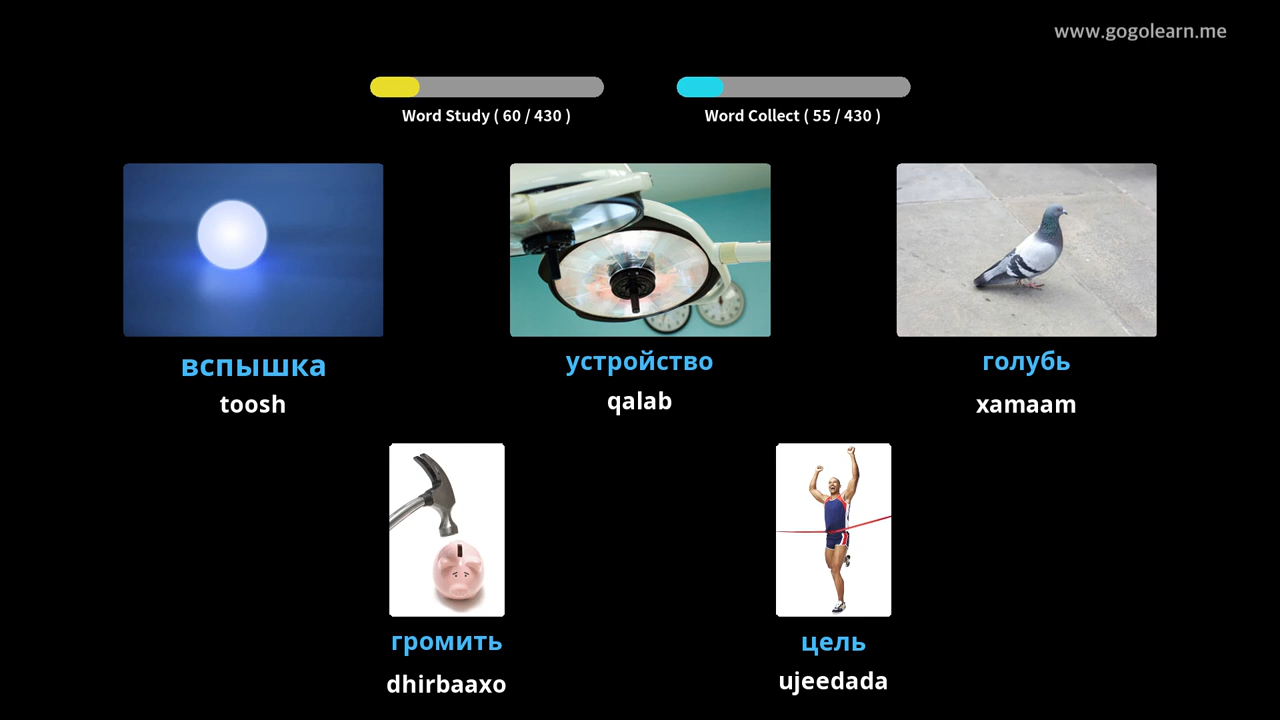 www.gogolearn.me
Word Study ( 60 / 430 )
Word Collect ( 55 / 430 )
вспышка
toosh
устройство
qalab
голубь
xamaam
громить
dhirbaaxo
цель
ujeedada